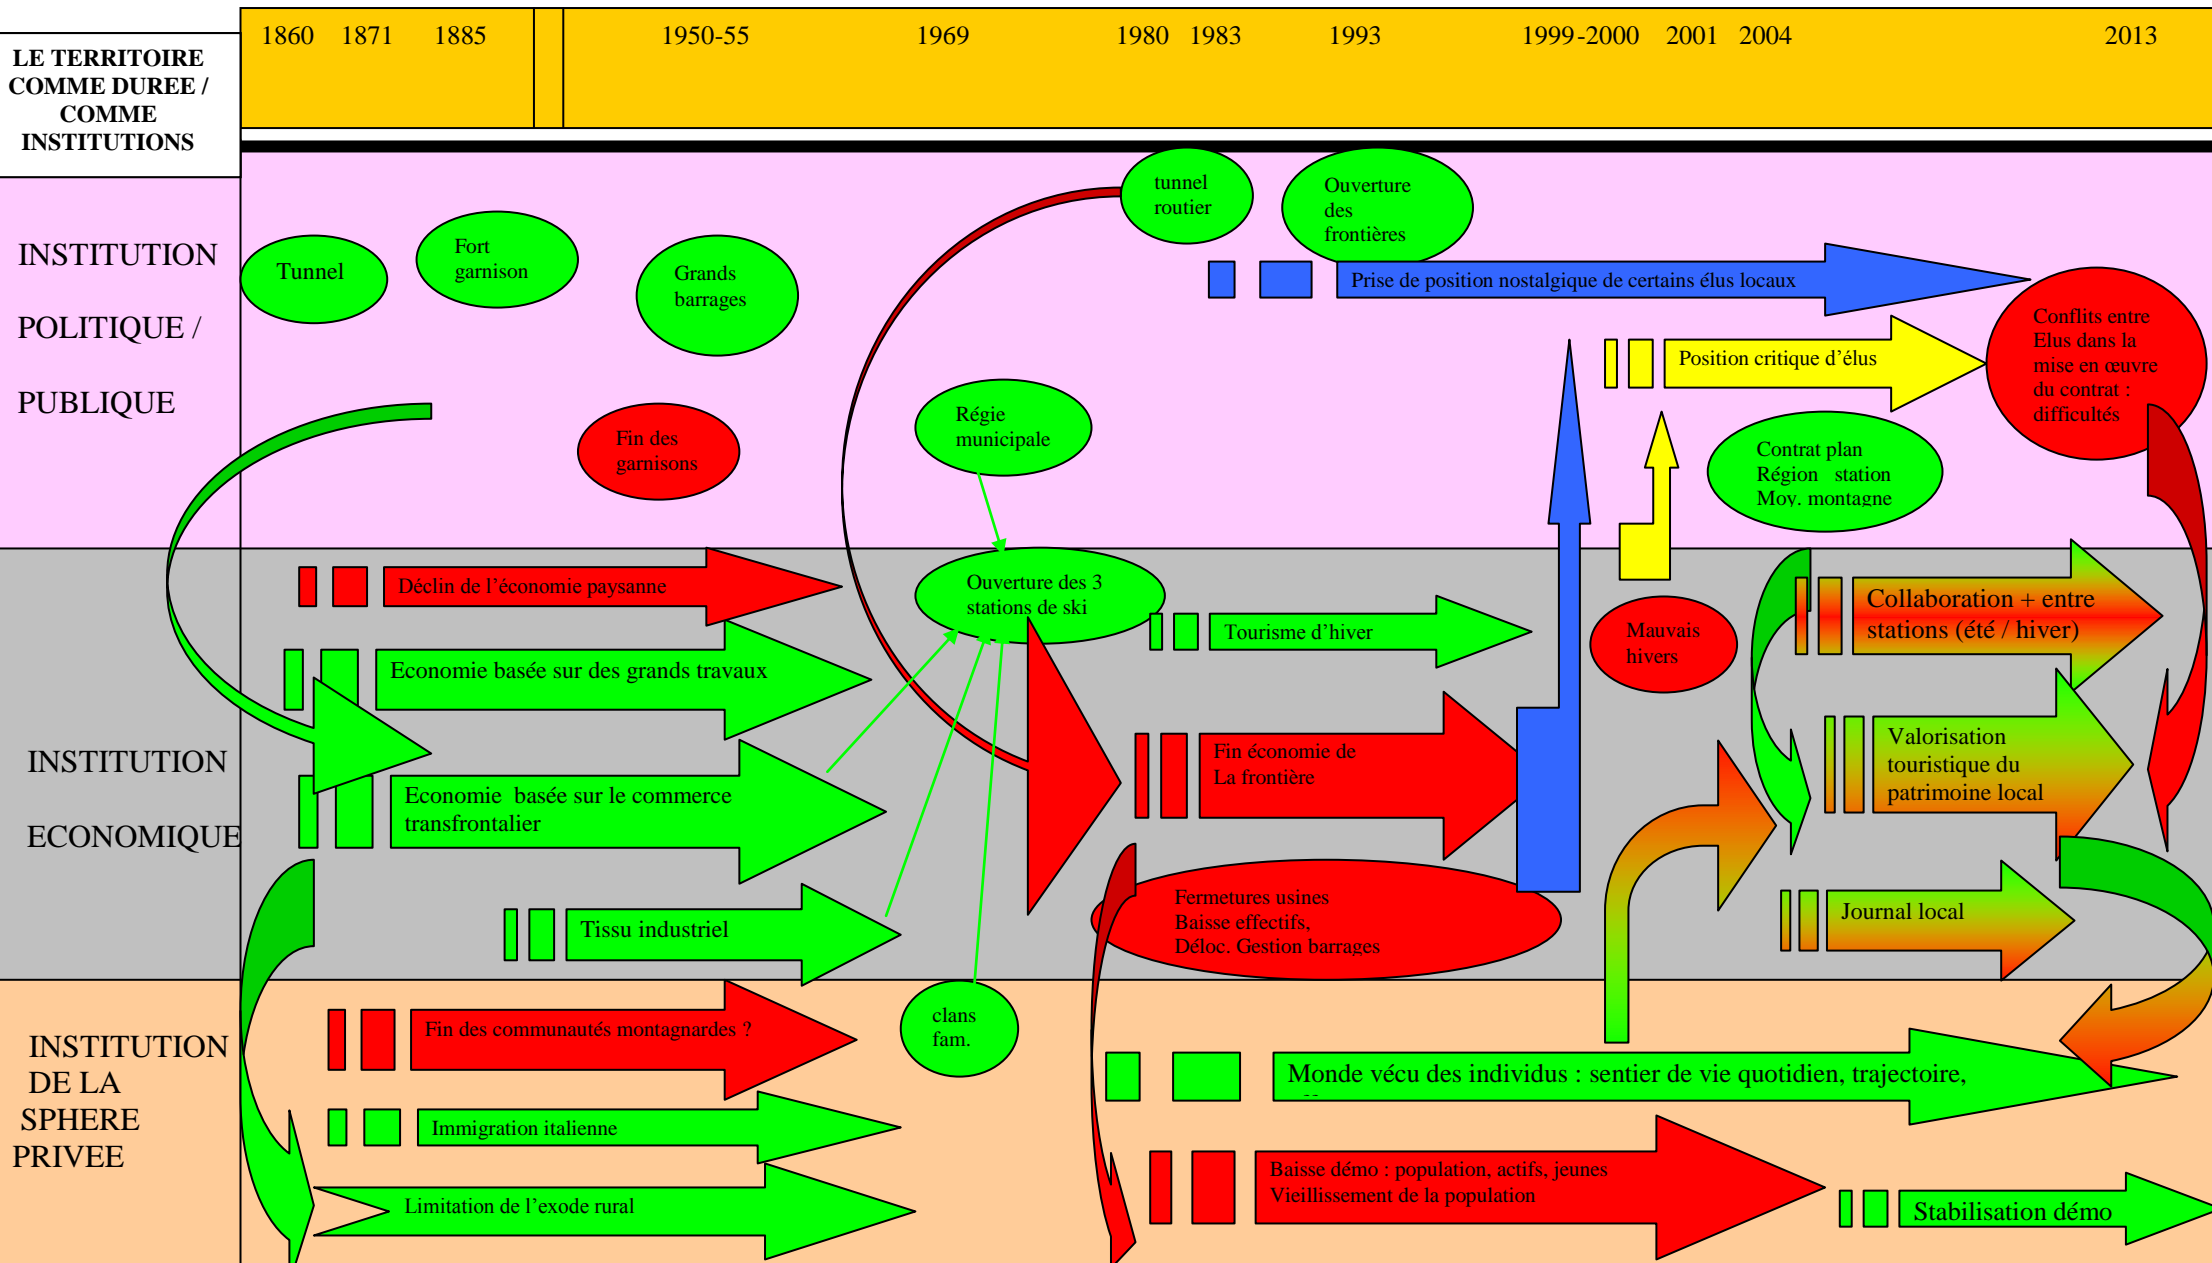 1860 1871 1885 1950-55 1969 1980 1983 1993 1999-2000 2001 2004 2013
LE TERRITOIRE
COMME DUREE /
COMME
INSTITUTIONS
INSTITUTION
POLITIQUE /
PUBLIQUE
Tunnel
Fort
garnison
Grands
barrages
Fin des
garnisons
Régie
municipale
tunnel
routier
Ouverture
des
frontières
Prise de position nostalgique de certains élus locaux
Position critique d’élus
Contrat plan
Région station
Moy. montagne
Conflits entre
Elus dans la
mise en œuvre
du contrat :
difficultés
INSTITUTION
ECONOMIQUE
Déclin de l’économie paysanne
Economie basée sur des grands travaux
Economie basée sur le commerce
transfrontalier
Tissu industriel
Ouverture des 3
stations de ski
Tourisme d’hiver
Fin économie de
La frontière
Fermetures usines
Baisse effectifs,
Déloc. Gestion barrages
Mauvais
hivers
Collaboration + entre
stations (été / hiver)
Valorisation
touristique du
patrimoine local
Journal local
INSTITUTION
DE LA
SPHERE
PRIVEE
Fin des communautés montagnardes ?
Immigration italienne
Limitation de l’exode rural
clans
fam.
Monde vécu des individus : sentier de vie quotidien, trajectoire,
Baisse démo : population, actifs, jeunes
Vieillissement de la population
Stabilisation démo